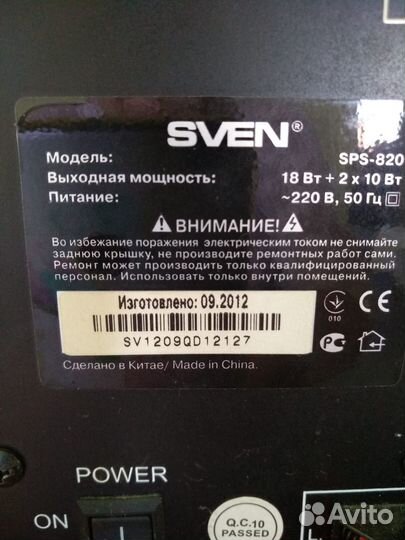 SVEN®
Модель: SPS-820
Выходная мощность: 18 Вт + 2 x 10 Вт
Питание: ~220 В, 50 Гц
ВНИМАНИЕ!
Во избежание поражения электрическим током не снимайте
заднюю крышку, не производите ремонтных работ сами.
Ремонт может производить только квалифицированный
персонал. Использовать только внутри помещений.
Изготовлено: 09.2012
010
CE
SV1209QD12127
Сделано в Китае/ Made in China.
POWER
ON
I
Q.C.10
PASSED
Avito